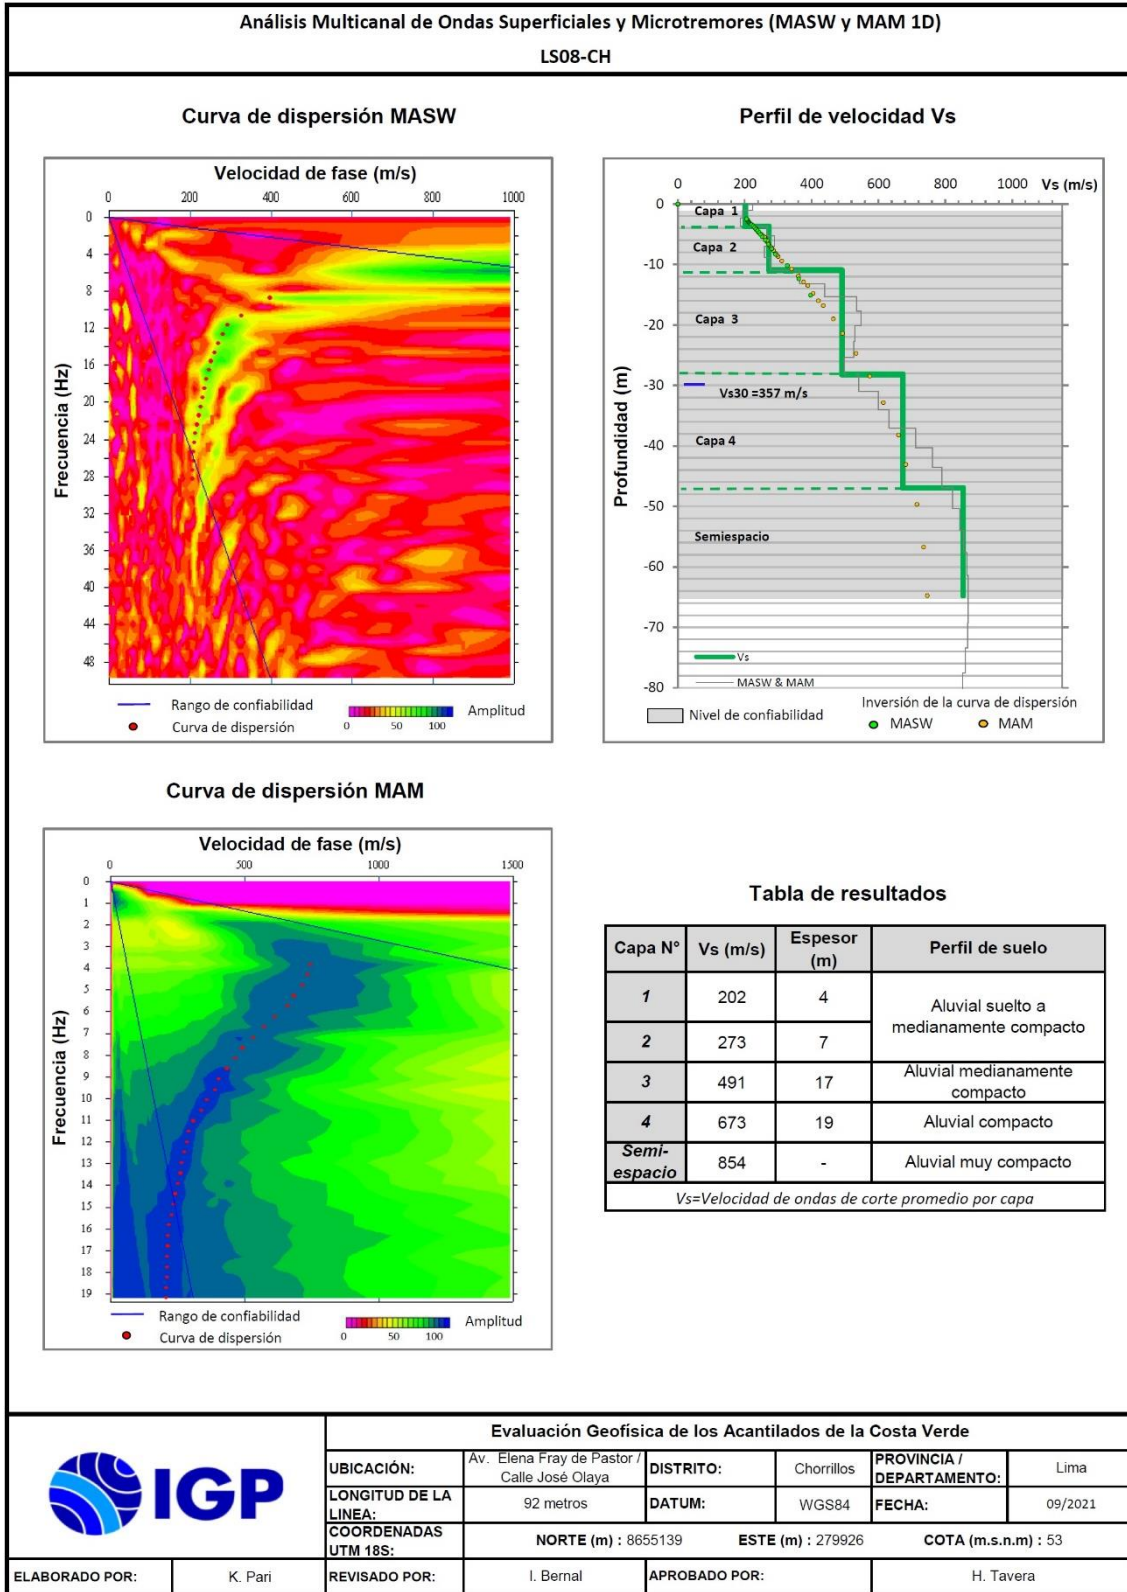 Análisis Multicanal de Ondas Superficiales y Microtremores (MASW y MAM 1D)
LS08-CH
Curva de dispersión MASW
Velocidad de fase (m/s)
0 200 400 600 800 1000
Frecuencia (Hz)
0
4
8
12
16
20
24
28
32
36
40
44
48
Rango de confiabilidad
Curva de dispersión
0 50 100
Amplitud
Perfil de velocidad Vs
0 200 400 600 800 1000 Vs (m/s)
Profundidad (m)
0
-10
-20
-30
-40
-50
-60
-70
-80
Capa 1
Capa 2
Capa 3
Vs30 =357 m/s
Capa 4
Semiespacio
Vs
MASW & MAM
Nivel de confiabilidad
Inversión de la curva de dispersión
MASW
MAM
Curva de dispersión MAM
Velocidad de fase (m/s)
0 500 1000 1500
Frecuencia (Hz)
0
1
2
3
4
5
6
7
8
9
10
11
12
13
14
15
16
17
18
19
Rango de confiabilidad
Curva de dispersión
0 50 100
Amplitud
Tabla de resultados
Capa N° Vs (m/s) Espesor (m) Perfil de suelo
1 202 4 Aluvial suelto a medianamente compacto
2 273 7
3 491 17 Aluvial medianamente compacto
4 673 19 Aluvial compacto
Semi-espacio 854 - Aluvial muy compacto
Vs=Velocidad de ondas de corte promedio por capa
IGP
Evaluación Geofísica de los Acantilados de la Costa Verde
UBICACIÓN: Av. Elena Fray de Pastor / Calle José Olaya DISTRITO: Chorrillos PROVINCIA / DEPARTAMENTO: Lima
LONGITUD DE LA LINEA: 92 metros DATUM: WGS84 FECHA: 09/2021
COORDENADAS UTM 18S: NORTE (m) : 8655139 ESTE (m) : 279926 COTA (m.s.n.m) : 53
ELABORADO POR: K. Pari REVISADO POR: I. Bernal APROBADO POR: H. Tavera